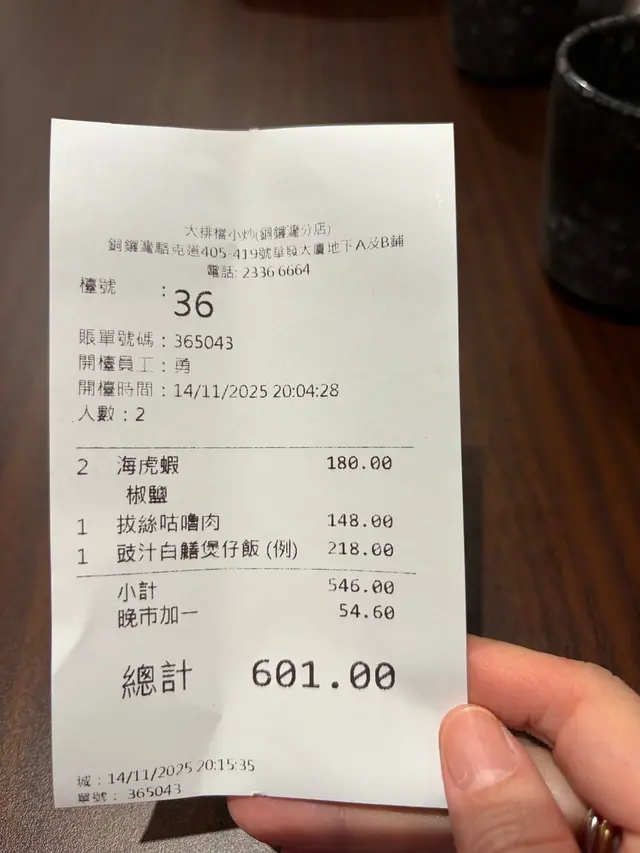 大排檔小炒(銅鑼灣分店)
銅鑼灣駱克道405-419號華發大廈地下A及B鋪
電話: 2336 6664
檯號 : 36
賬單號碼 : 365043
開檯員工 : 勇
開檯時間 : 14/11/2025 20:04:28
人數 : 2
2 海虎蝦 180.00
椒鹽
1 拔絲咕嚕肉 148.00
1 豉汁白鱔煲仔飯 (例) 218.00
小計 546.00
晚市加一 54.60
總計 601.00
城 : 14/11/2025 20:15:35
單號 : 365043